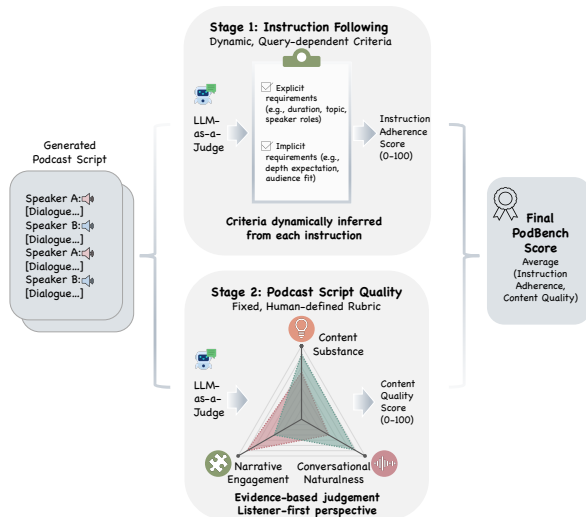 Stage 1: Instruction Following
Dynamic, Query-dependent Criteria
LLM-
as-a-
Judge
Explicit
requirements
(e.g., duration, topic,
speaker roles)
Implicit
requirements (e.g.,
depth expectation,
audience fit)
Instruction
Adherence
Score
(0-100)
Criteria dynamically inferred
from each instruction
Generated
Podcast Script
Speaker A:
[Dialogue...]
Speaker B:
[Dialogue...]
Speaker A:
[Dialogue...]
Speaker B:
[Dialogue...]
Stage 2: Podcast Script Quality
Fixed, Human-defined Rubric
Content
Substance
LLM-
as-a-
Judge
Content
Quality
Score
(0-100)
Narrative
Engagement
Conversational
Naturalness
Evidence-based judgement
Listener-first perspective
Final
PodBench
Score
Average
(Instruction
Adherence,
Content Quality)